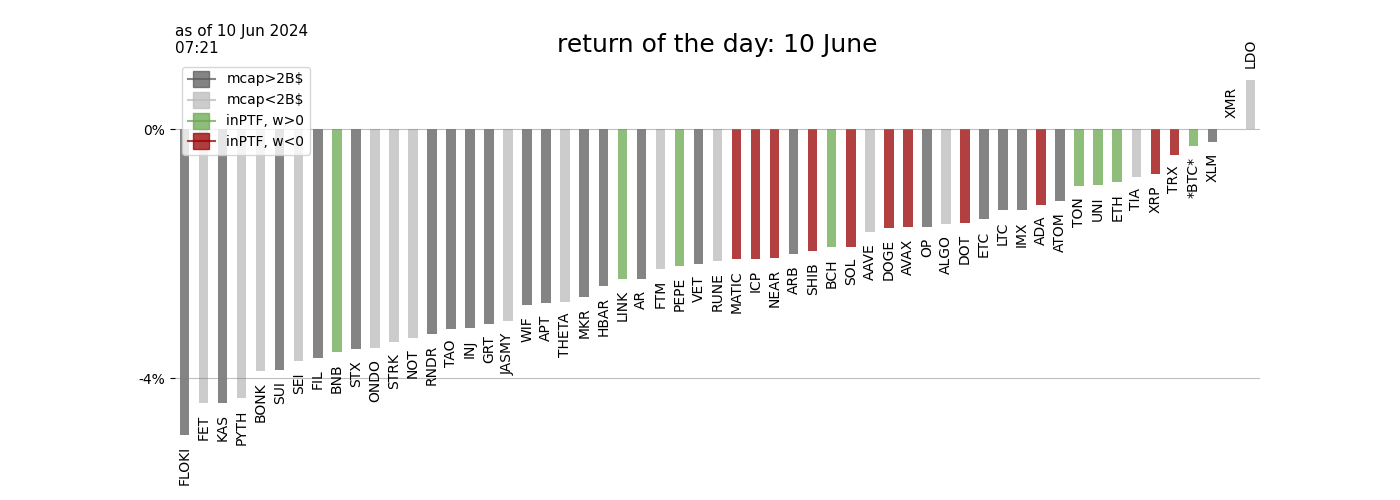 as of 10 Jun 2024
07:21
return of the day: 10 June
mcap>2B$
mcap<2B$
inPTF, w>0
inPTF, w<0
0%
-4%
FLOKI
FET
KAS
PYTH
BONK
SUI
SEI
FIL
BNB
STX
ONDO
STRK
NOT
RNDR
TAO
INJ
GRT
JASMY
WIF
APT
THETA
MKR
HBAR
LINK
AR
FTM
PEPE
VET
RUNE
MATIC
ICP
NEAR
ARB
SHIB
BCH
SOL
AAVE
DOGE
AVAX
OP
ALGO
DOT
ETC
LTC
IMX
ADA
ATOM
TON
UNI
ETH
TIA
XRP
TRX
*BTC*
XLM
XMR
LDO